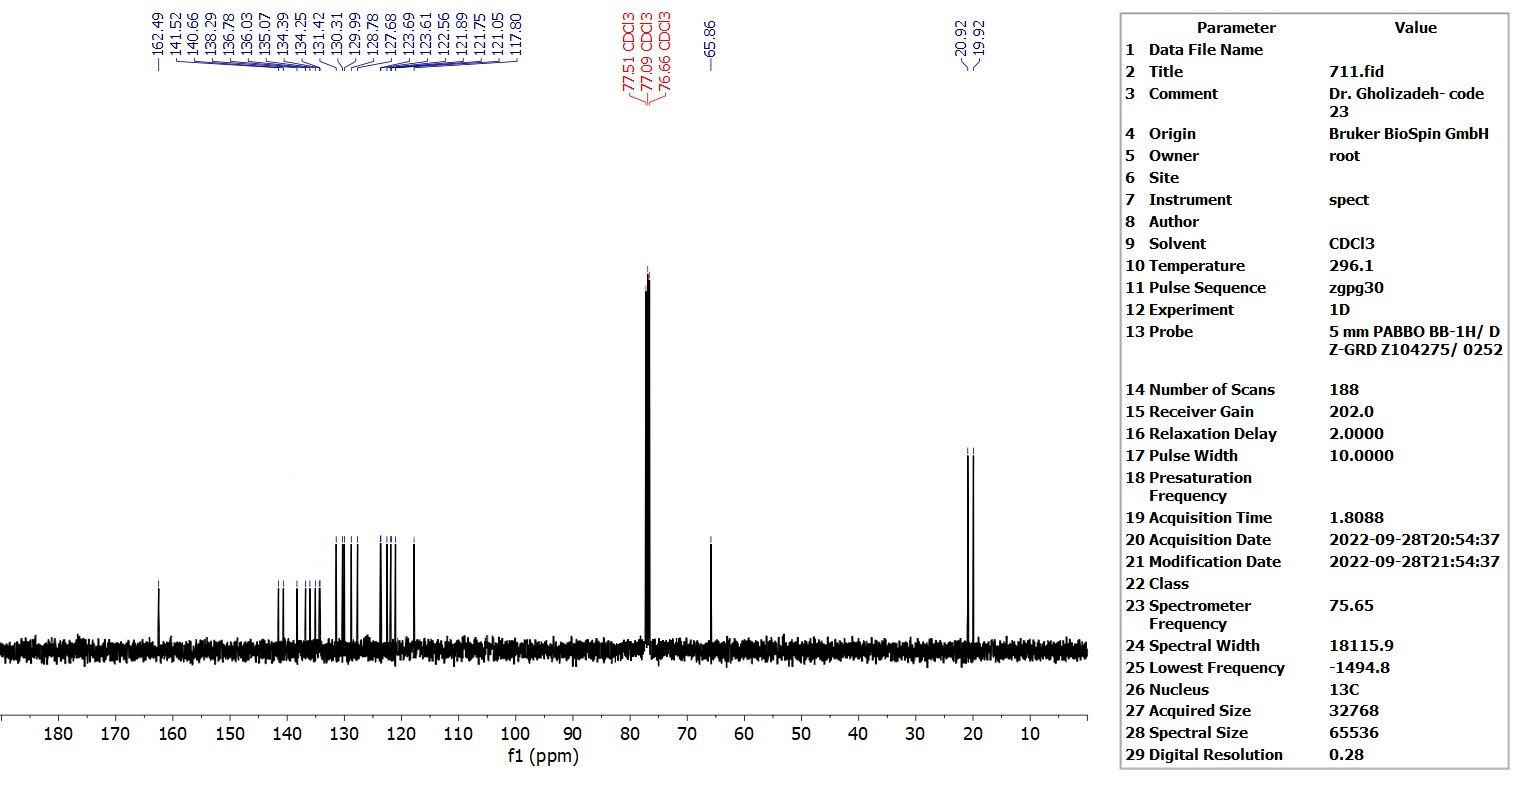 162.49
141.52
140.66
138.29
136.78
136.03
135.07
134.39
134.25
131.42
130.31
129.99
128.78
127.68
123.69
123.61
122.56
121.89
121.75
121.05
117.80
77.51 CDCl3
77.09 CDCl3
76.66 CDCl3
65.86
20.92
19.92
180 170 160 150 140 130 120 110 100 90 80 70 60 50 40 30 20 10
f1 (ppm)
Parameter Value
1 Data File Name
2 Title 711.fid
3 Comment Dr. Gholizadeh- code
23
4 Origin Bruker BioSpin GmbH
5 Owner root
6 Site
7 Instrument spect
8 Author
9 Solvent CDCl3
10 Temperature 296.1
11 Pulse Sequence zgpg30
12 Experiment 1D
13 Probe 5 mm PABBO BB-1H/ D
Z-GRD Z104275/ 0252
14 Number of Scans 188
15 Receiver Gain 202.0
16 Relaxation Delay 2.0000
17 Pulse Width 10.0000
18 Presaturation
Frequency
19 Acquisition Time 1.8088
20 Acquisition Date 2022-09-28T20:54:37
21 Modification Date 2022-09-28T21:54:37
22 Class
23 Spectrometer 75.65
Frequency
24 Spectral Width 18115.9
25 Lowest Frequency -1494.8
26 Nucleus 13C
27 Acquired Size 32768
28 Spectral Size 65536
29 Digital Resolution 0.28